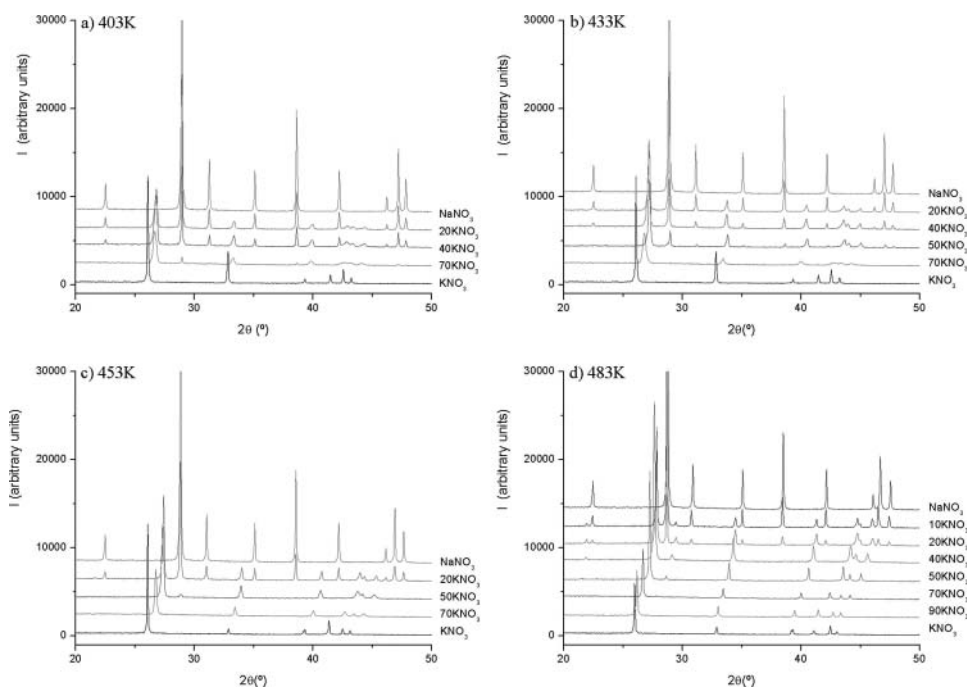 a) 403K
30000
20000
10000
0
I (arbitrary units)
NaNO₃
20KNO₃
40KNO₃
70KNO₃
KNO₃
20 30 40 50
2θ (º)
b) 433K
30000
20000
10000
0
I (arbitrary units)
NaNO₃
20KNO₃
40KNO₃
50KNO₃
70KNO₃
KNO₃
20 30 40 50
2θ (º)
c) 453K
30000
20000
10000
0
I (arbitrary units)
NaNO₃
20KNO₃
50KNO₃
70KNO₃
KNO₃
20 30 40 50
2θ(º)
d) 483K
30000
20000
10000
0
I (arbitrary units)
NaNO₃
10KNO₃
20KNO₃
40KNO₃
50KNO₃
70KNO₃
90KNO₃
KNO₃
20 30 40 50
2θ(º)